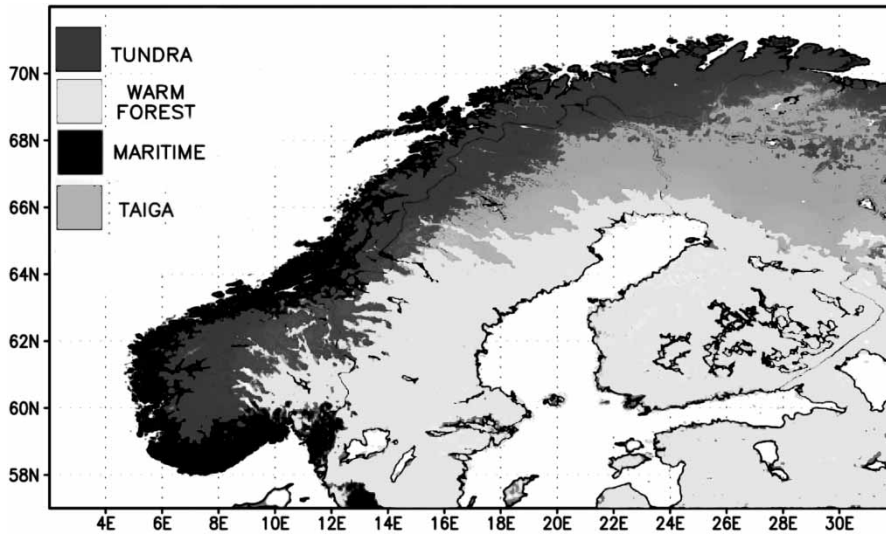 TUNDRA
WARM
FOREST
MARITIME
TAIGA
70N
68N
66N
64N
62N
60N
58N
4E 6E 8E 10E 12E 14E 16E 18E 20E 22E 24E 26E 28E 30E